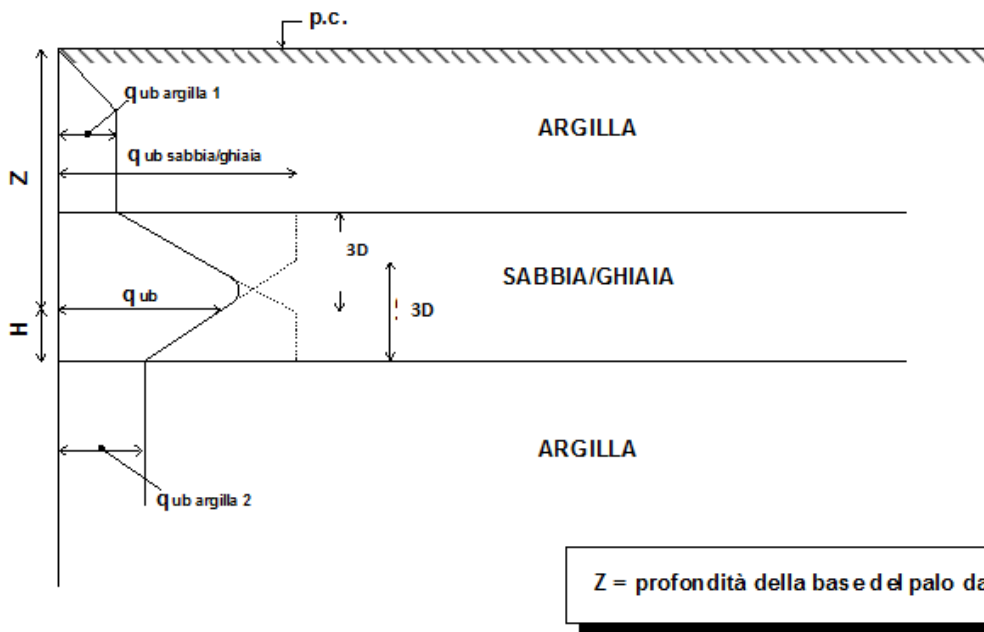 p.c.
q ub argilla 1
ARGILLA
q ub sabbia/ghiaia
Z
3D
SABBIA/GHIAIA
q ub
3D
H
ARGILLA
q ub argilla 2
Z = profondità della base del palo da